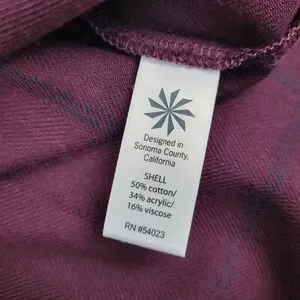 Designed in
Sonoma County,
California
SHELL
50% cotton/
34% acrylic/
16% viscose
RN #54023